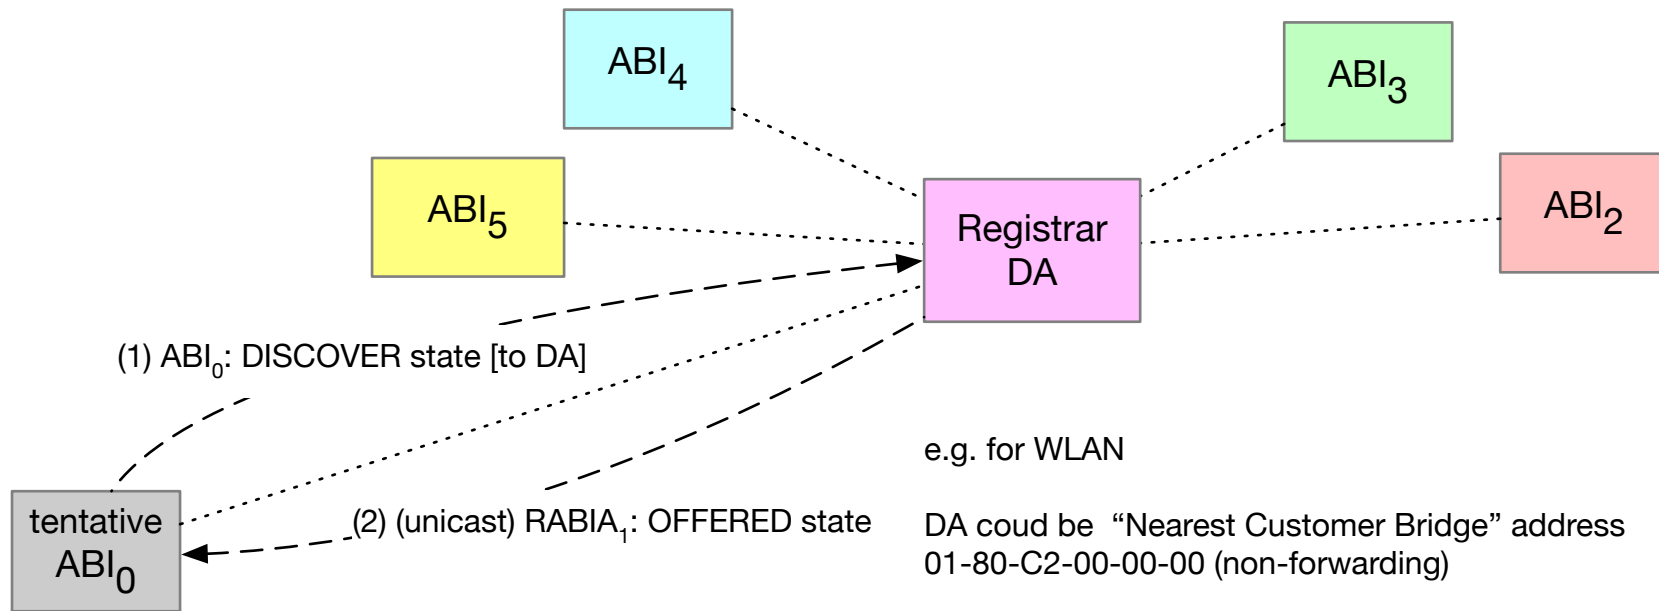 ABI4
ABI3
ABI5
Registrar
DA
ABI2
(1) ABI0: DISCOVER state [to DA]
e.g. for WLAN
tentative
ABI0
(2) (unicast) RABIA1: OFFERED state
DA coud be “Nearest Customer Bridge” address
01-80-C2-00-00-00 (non-forwarding)